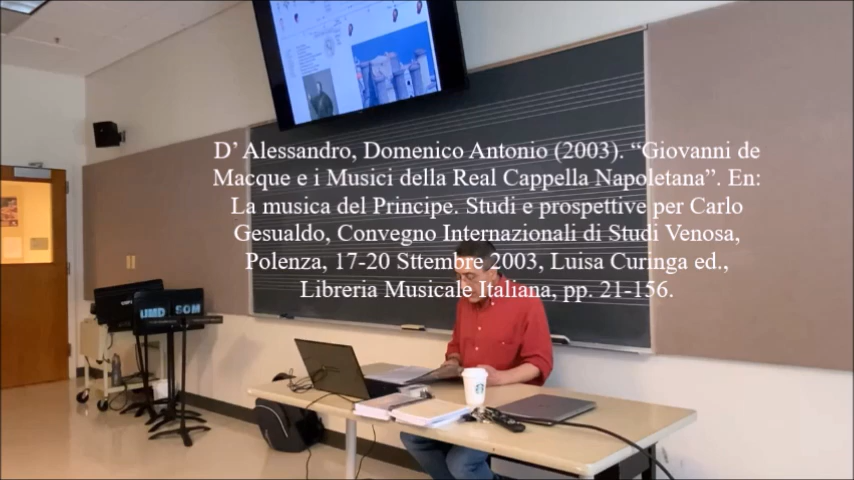 D' Alessandro, Domenico Antonio (2003). “Giovanni de
Macque e i Musici della Real Cappella Napoletana”. En:
La musica del Principe. Studi e prospettive per Carlo
Gesualdo, Convegno Internazionali di Studi Venosa,
Polenza, 17-20 Sttembre 2003, Luisa Curinga ed.,
Libreria Musicale Italiana, pp. 21-156.
UMD SOM